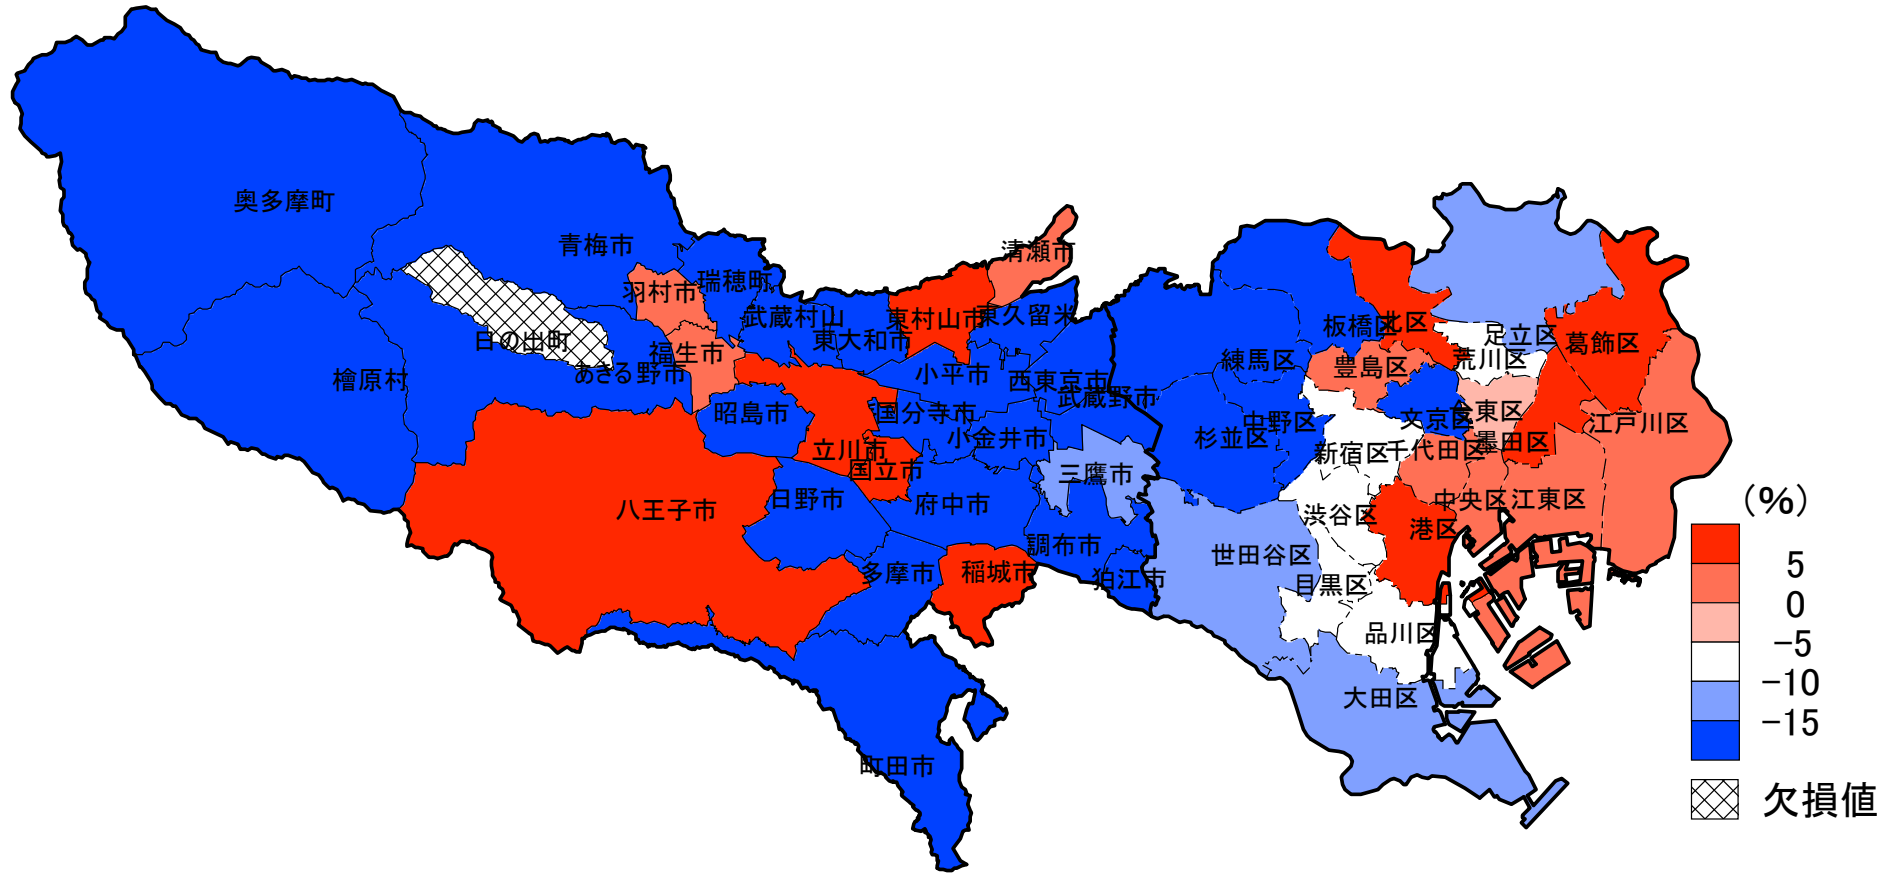 奥多摩町
青梅市
清瀬市
羽村市
瑞穂町
武蔵村山
東村山市
東久留米
日の出町
福生市
東大和市
檜原村
あきる野市
小平市
西東京市
武蔵野市
昭島市
国分寺市
小金井市
立川市
国立市
三鷹市
八王子市
日野市
府中市
調布市
多摩市
稲城市
狛江市
町田市
板橋区
北区
足立区
葛飾区
練馬区
豊島区
荒川区
杉並区
中野区
文京区
台東区
墨田区
江戸川区
新宿区
千代田区
渋谷区
港区
中央区
江東区
世田谷区
目黒区
品川区
大田区
(%)
5
0
-5
-10
-15
欠損値